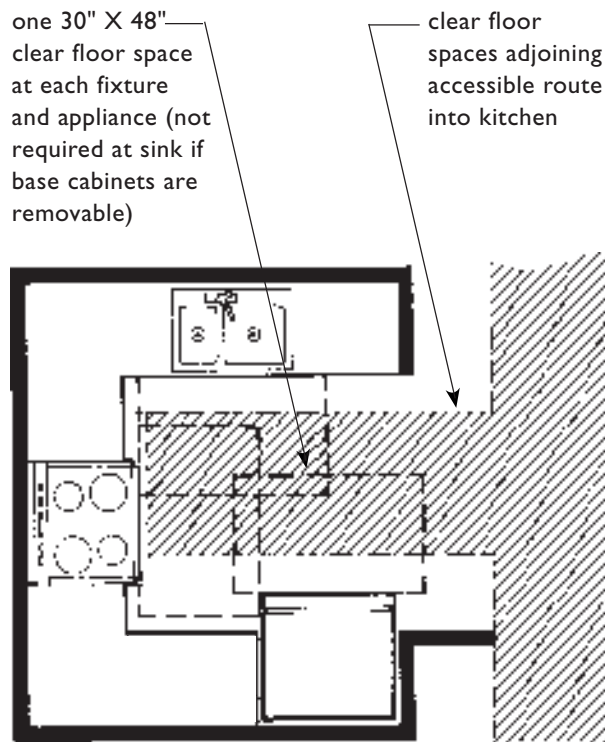 one 30" X 48"
clear floor space
at each fixture
and appliance (not
required at sink if
base cabinets are
removable)
clear floor
spaces adjoining
accessible route
into kitchen